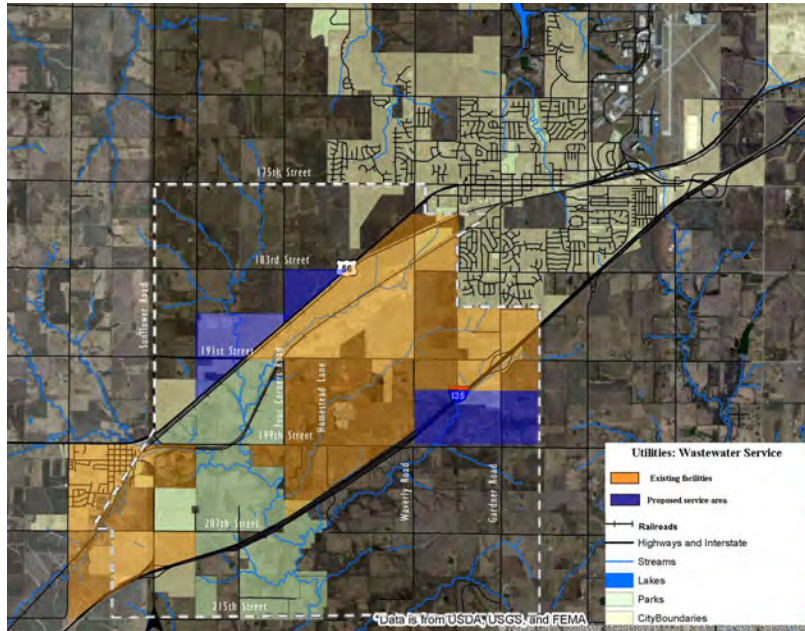 175th Street
183rd Street
56
Sunflower Road
191st Street
Four Corners Road
Homestead Lane
135
199th Street
Waverly Road
Gardner Road
207th Street
215th Street
Utilities: Wastewater Service
Existing facilities
Proposed service area
Railroads
Highways and Interstate
Streams
Lakes
Parks
CityBoundaries
*Data is from USDA, USGS, and FEMA